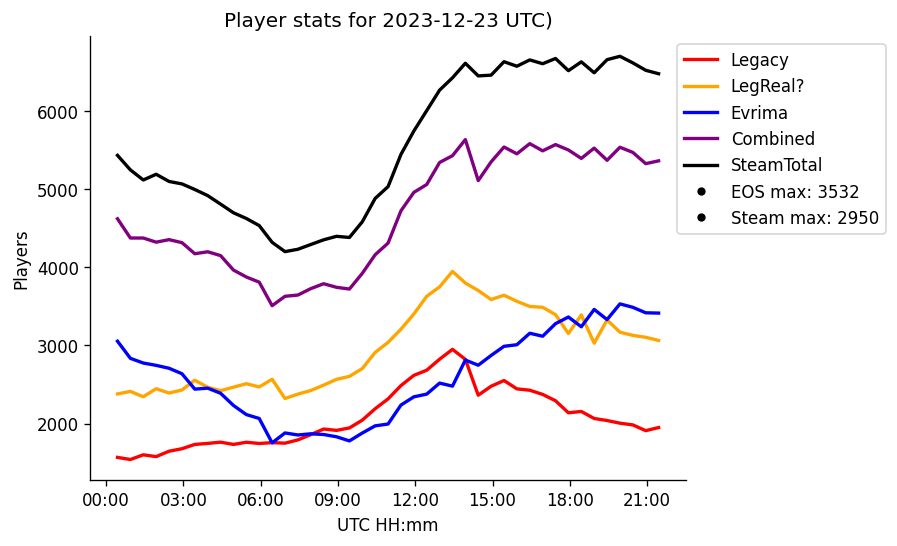 Player stats for 2023-12-23 UTC)
Players
6000
5000
4000
3000
2000
00:00 03:00 06:00 09:00 12:00 15:00 18:00 21:00
UTC HH:mm
Legacy
LegReal?
Evrima
Combined
SteamTotal
EOS max: 3532
Steam max: 2950